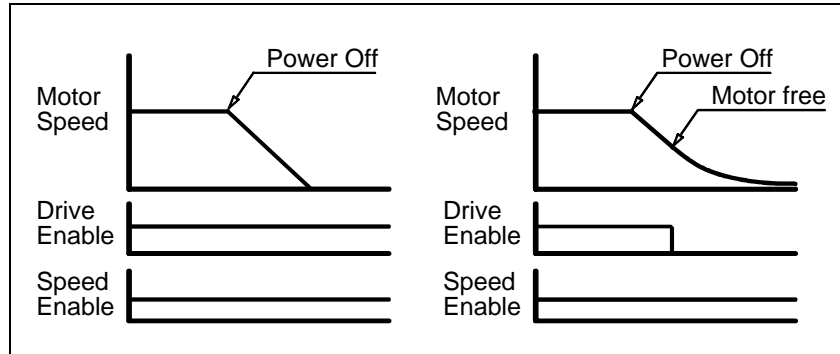 Power Off
Motor
Speed
Drive
Enable
Speed
Enable
Power Off
Motor free
Motor
Speed
Drive
Enable
Speed
Enable